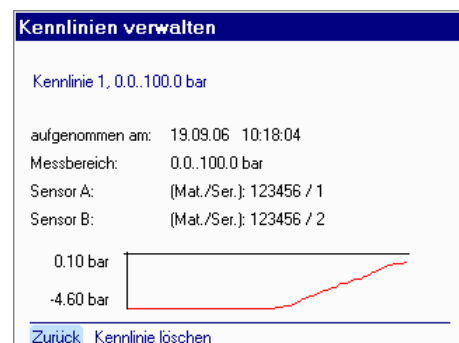 Kennlinien verwalten
Kennlinie 1, 0.0..100.0 bar
aufgenommen am: 19.09.06 10:18:04
Messbereich: 0.0..100.0 bar
Sensor A: (Mat./Ser.): 123456 / 1
Sensor B: (Mat./Ser.): 123456 / 2
0.10 bar
-4.60 bar
Zurück Kennlinie löschen